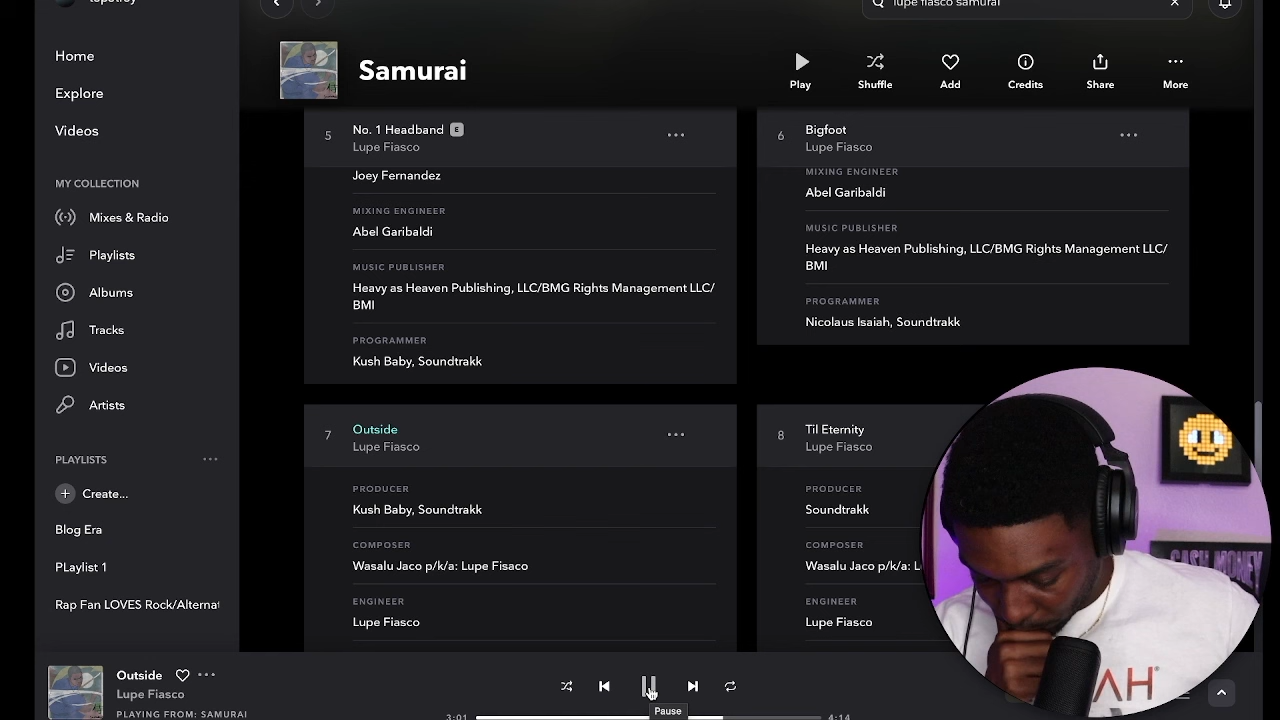 lupe fiasco samurai
Home
Explore
Videos
MY COLLECTION
Mixes & Radio
Playlists
Albums
Tracks
Videos
Artists
PLAYLISTS
Create...
Blog Era
Playlist 1
Rap Fan LOVES Rock/Alternat
Samurai
Play
Shuffle
Add
Credits
Share
More
5 No. 1 Headband E
Lupe Fiasco
Joey Fernandez
MIXING ENGINEER
Abel Garibaldi
MUSIC PUBLISHER
Heavy as Heaven Publishing, LLC/BMG Rights Management LLC/
BMI
PROGRAMMER
Kush Baby, Soundtrakk
6 Bigfoot
Lupe Fiasco
MIXING ENGINEER
Abel Garibaldi
MUSIC PUBLISHER
Heavy as Heaven Publishing, LLC/BMG Rights Management LLC/
BMI
PROGRAMMER
Nicolaus Isaiah, Soundtrakk
7 Outside
Lupe Fiasco
PRODUCER
Kush Baby, Soundtrakk
COMPOSER
Wasalu Jaco p/k/a: Lupe Fisaco
ENGINEER
Lupe Fiasco
8 Til Eternity
Lupe Fiasco
PRODUCER
Soundtrakk
COMPOSER
Wasalu Jaco p/k/a: L
ENGINEER
Lupe Fiasco
CASH MONEY
AH
Outside
Lupe Fiasco
PLAYING FROM: SAMURAI
3:01
Pause
4:14